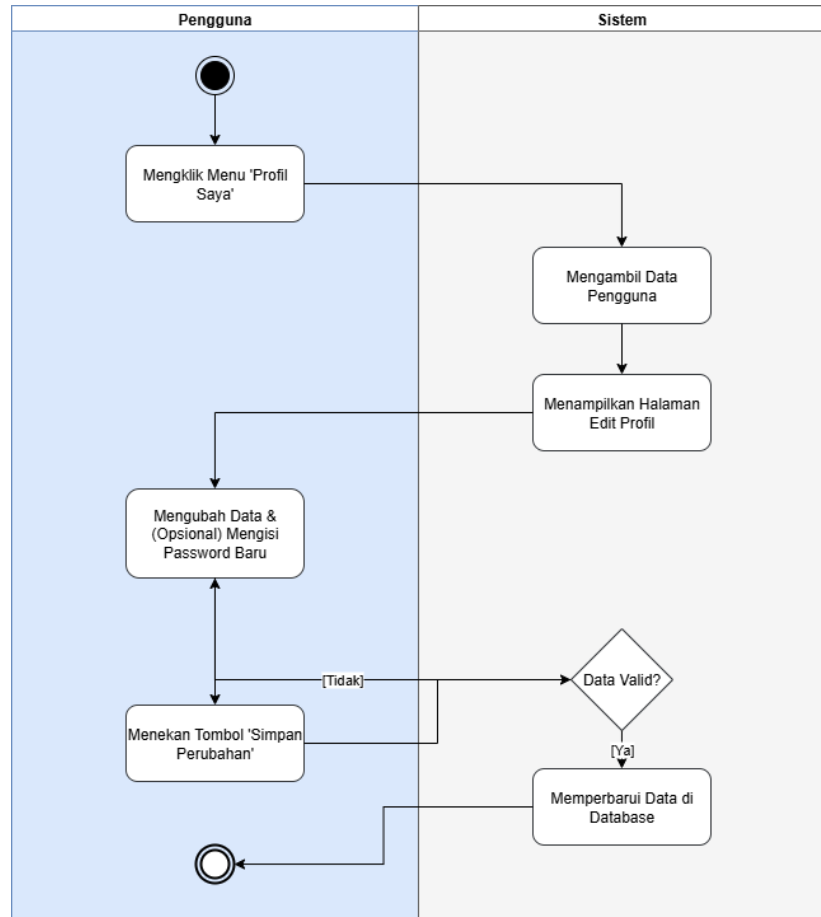 Pengguna
Sistem
Mengklik Menu 'Profil
Saya'
Mengambil Data
Pengguna
Menampilkan Halaman
Edit Profil
Mengubah Data &
(Opsional) Mengisi
Password Baru
[Tidak]
Data Valid?
Menekan Tombol 'Simpan
Perubahan'
[Ya]
Memperbarui Data di
Database